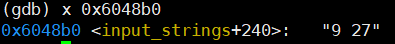 (gdb) x 0x6048b0
0x6048b0 <input_strings+240>:   "9 27"